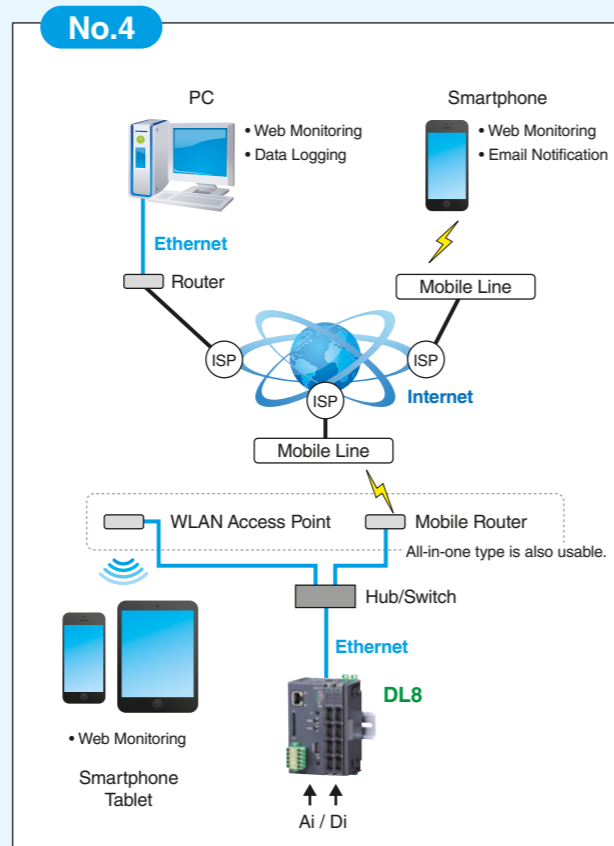 No.4
PC
• Web Monitoring
• Data Logging
Smartphone
• Web Monitoring
• Email Notification
Ethernet
Router
Mobile Line
ISP
ISP
ISP
Internet
Mobile Line
WLAN Access Point
Mobile Router
All-in-one type is also usable.
Hub/Switch
Ethernet
DL8
• Web Monitoring
Smartphone
Tablet
Ai / Di